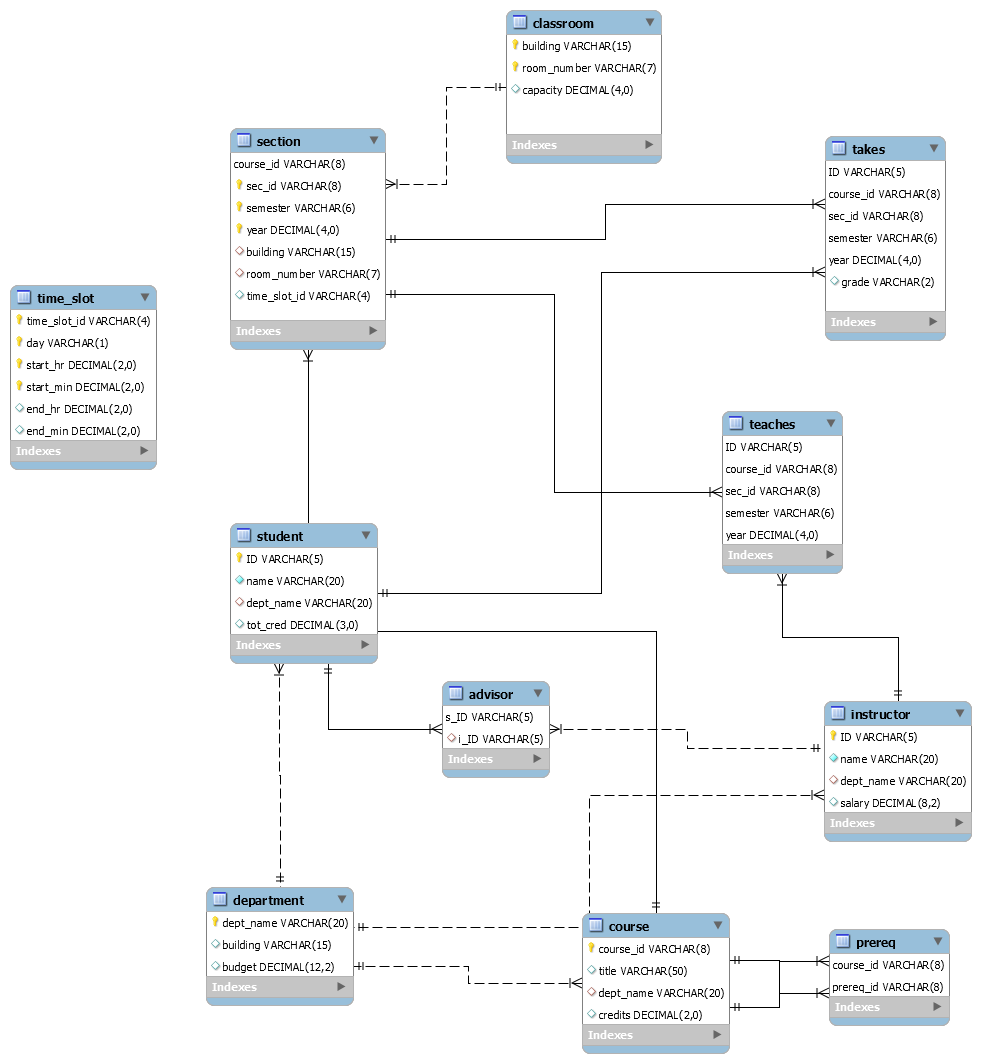 classroom
building VARCHAR(15)
room_number VARCHAR(7)
capacity DECIMAL(4,0)
Indexes
section
course_id VARCHAR(8)
sec_id VARCHAR(8)
semester VARCHAR(6)
year DECIMAL(4,0)
building VARCHAR(15)
room_number VARCHAR(7)
time_slot_id VARCHAR(4)
Indexes
takes
ID VARCHAR(5)
course_id VARCHAR(8)
sec_id VARCHAR(8)
semester VARCHAR(6)
year DECIMAL(4,0)
grade VARCHAR(2)
Indexes
time_slot
time_slot_id VARCHAR(4)
day VARCHAR(1)
start_hr DECIMAL(2,0)
start_min DECIMAL(2,0)
end_hr DECIMAL(2,0)
end_min DECIMAL(2,0)
Indexes
teaches
ID VARCHAR(5)
course_id VARCHAR(8)
sec_id VARCHAR(8)
semester VARCHAR(6)
year DECIMAL(4,0)
Indexes
student
ID VARCHAR(5)
name VARCHAR(20)
dept_name VARCHAR(20)
tot_cred DECIMAL(3,0)
Indexes
advisor
s_ID VARCHAR(5)
i_ID VARCHAR(5)
Indexes
instructor
ID VARCHAR(5)
name VARCHAR(20)
dept_name VARCHAR(20)
salary DECIMAL(8,2)
Indexes
department
dept_name VARCHAR(20)
building VARCHAR(15)
budget DECIMAL(12,2)
Indexes
course
course_id VARCHAR(8)
title VARCHAR(50)
dept_name VARCHAR(20)
credits DECIMAL(2,0)
Indexes
prereq
course_id VARCHAR(8)
prereq_id VARCHAR(8)
Indexes